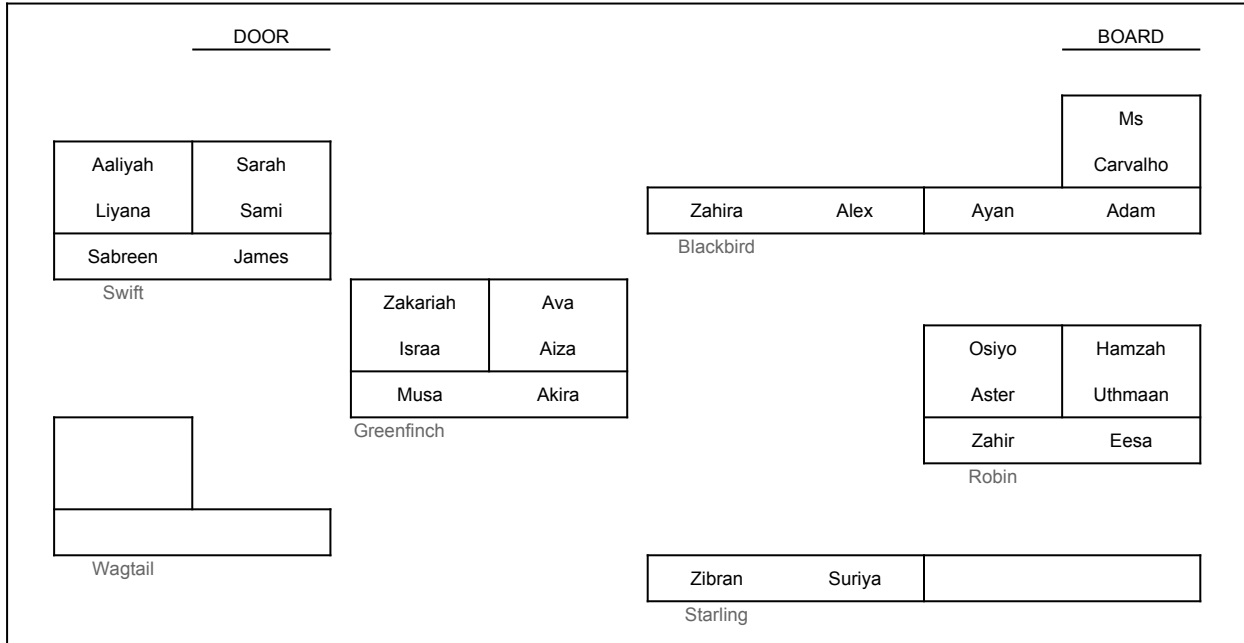 DOOR
BOARD
Ms
Carvalho
Aaliyah Sarah
Liyana Sami
Sabreen James
Swift
Zahira Alex Ayan Adam
Blackbird
Zakariah Ava
Israa Aiza
Musa Akira
Greenfinch
Osiyo Hamzah
Aster Uthmaan
Zahir Eesa
Robin
Wagtail
Zibran Suriya
Starling